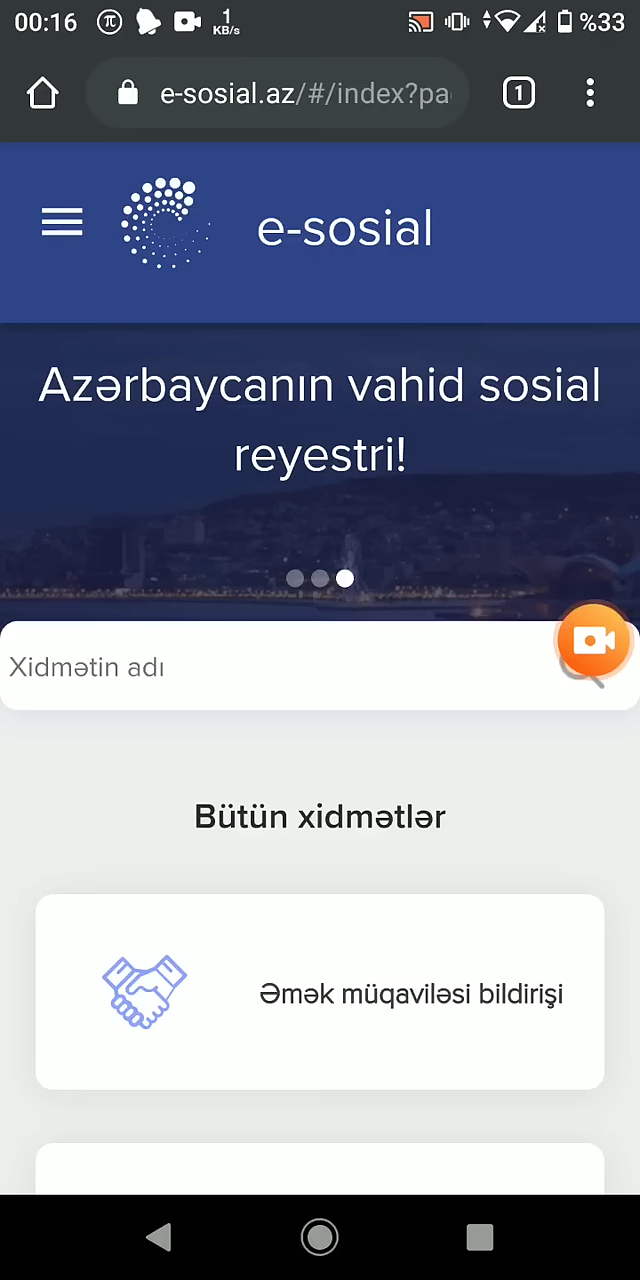 00:16 π 1 KB/s %33
e-sosial.az/#/index?pa 1
e-sosial
Azərbaycanın vahid sosial
reyestri!
Xidmətin adı
Bütün xidmətlər
Əmək müqaviləsi bildirişi